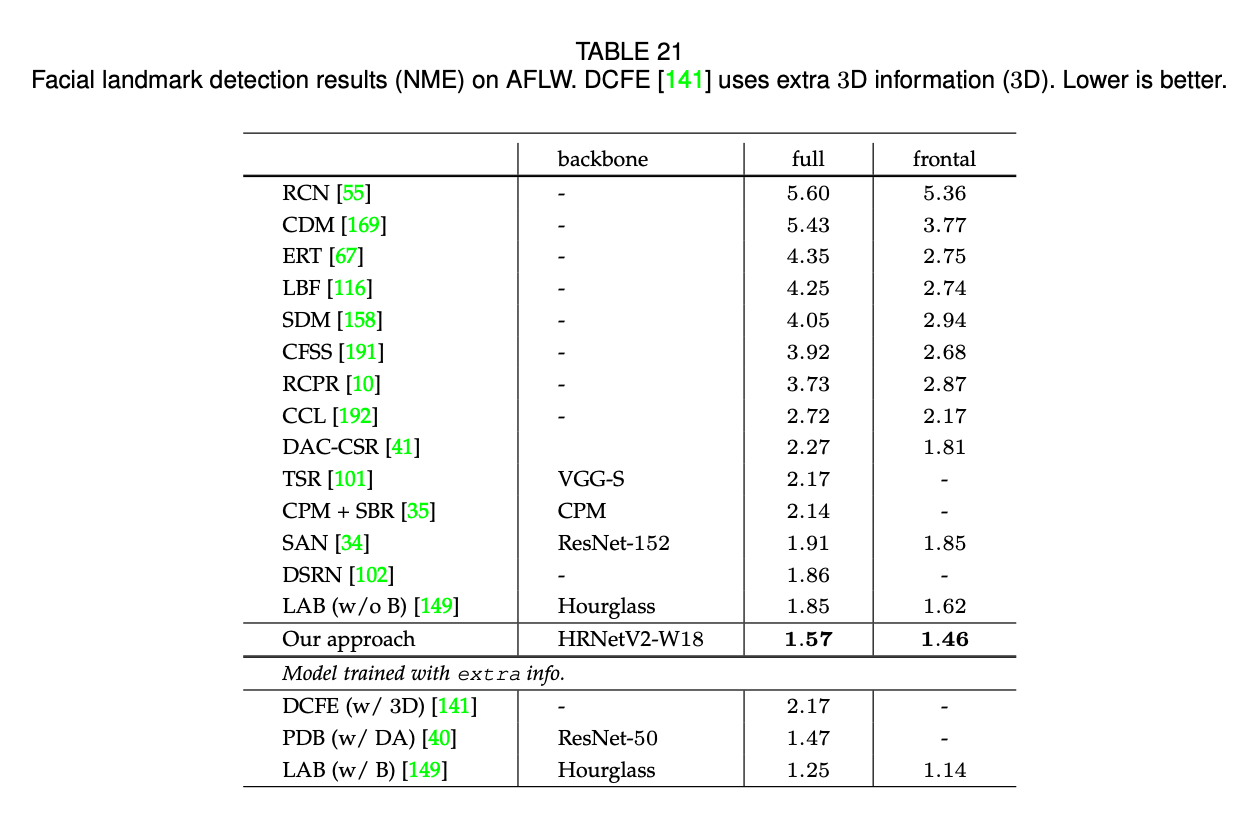 TABLE 21
Facial landmark detection results (NME) on AFLW. DCFE [141] uses extra 3D information (3D). Lower is better.
backbone full frontal
RCN [55] - 5.60 5.36
CDM [169] - 5.43 3.77
ERT [67] - 4.35 2.75
LBF [116] - 4.25 2.74
SDM [158] - 4.05 2.94
CFSS [191] - 3.92 2.68
RCPR [10] - 3.73 2.87
CCL [192] - 2.72 2.17
DAC-CSR [41] 2.27 1.81
TSR [101] VGG-S 2.17 -
CPM + SBR [35] CPM 2.14 -
SAN [34] ResNet-152 1.91 1.85
DSRN [102] - 1.86 -
LAB (w/o B) [149] Hourglass 1.85 1.62
Our approach HRNetV2-W18 1.57 1.46
Model trained with extra info.
DCFE (w/ 3D) [141] - 2.17 -
PDB (w/ DA) [40] ResNet-50 1.47 -
LAB (w/ B) [149] Hourglass 1.25 1.14